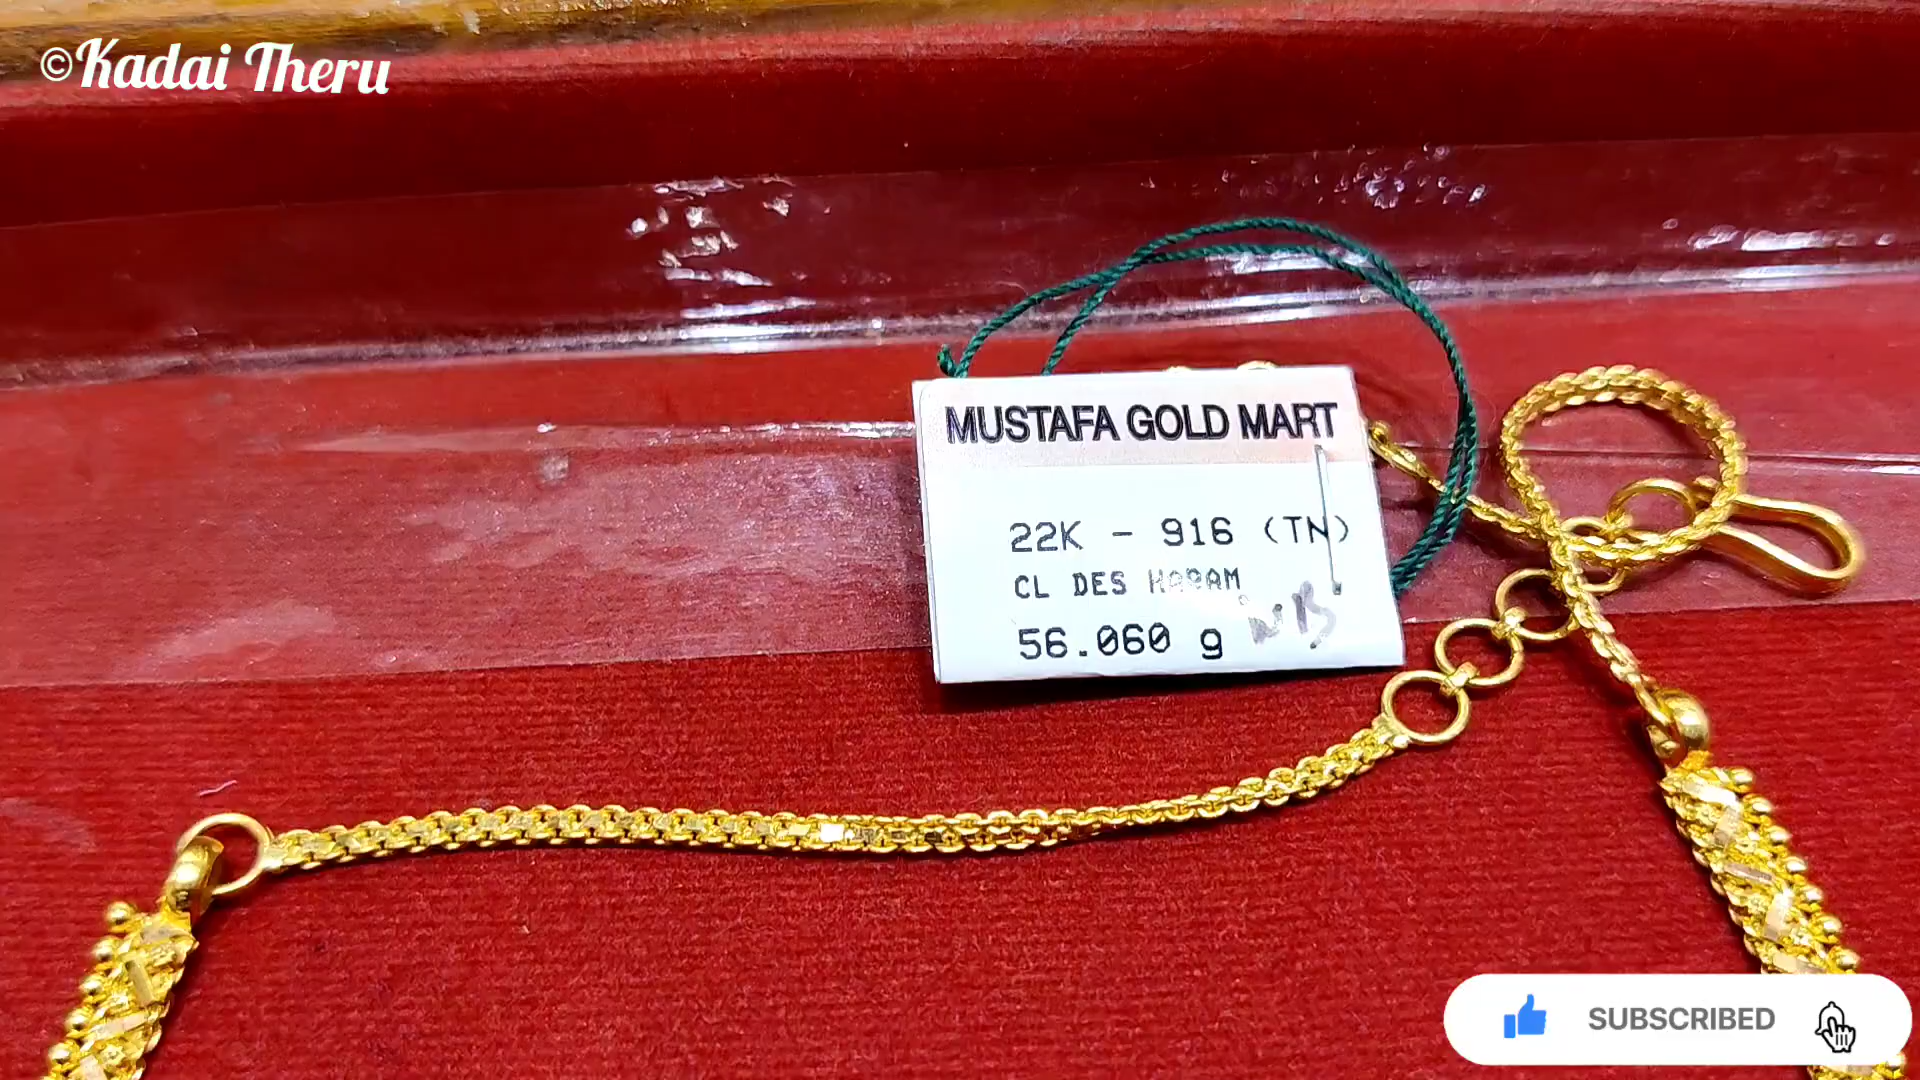 ©Kadai Theru
MUSTAFA GOLD MART
22K - 916 (TN)
CL DES HARAM
56.060 g
SUBSCRIBED